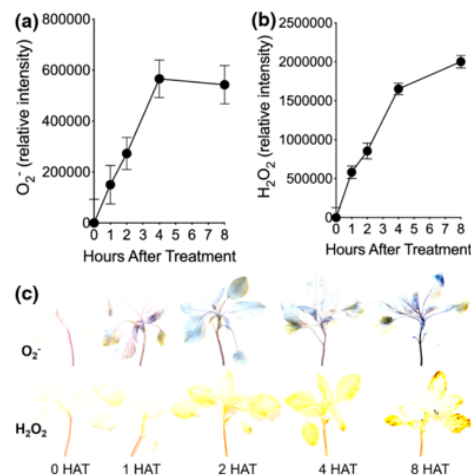 (a)
O₂⁻ (relative intensity)
800000
600000
400000
200000
0
0 1 2 3 4 5 6 7 8
Hours After Treatment
(b)
H₂O₂ (relative intensity)
2500000
2000000
1500000
1000000
500000
0
0 1 2 3 4 5 6 7 8
Hours After Treatment
(c)
O₂⁻
H₂O₂
0 HAT 1 HAT 2 HAT 4 HAT 8 HAT